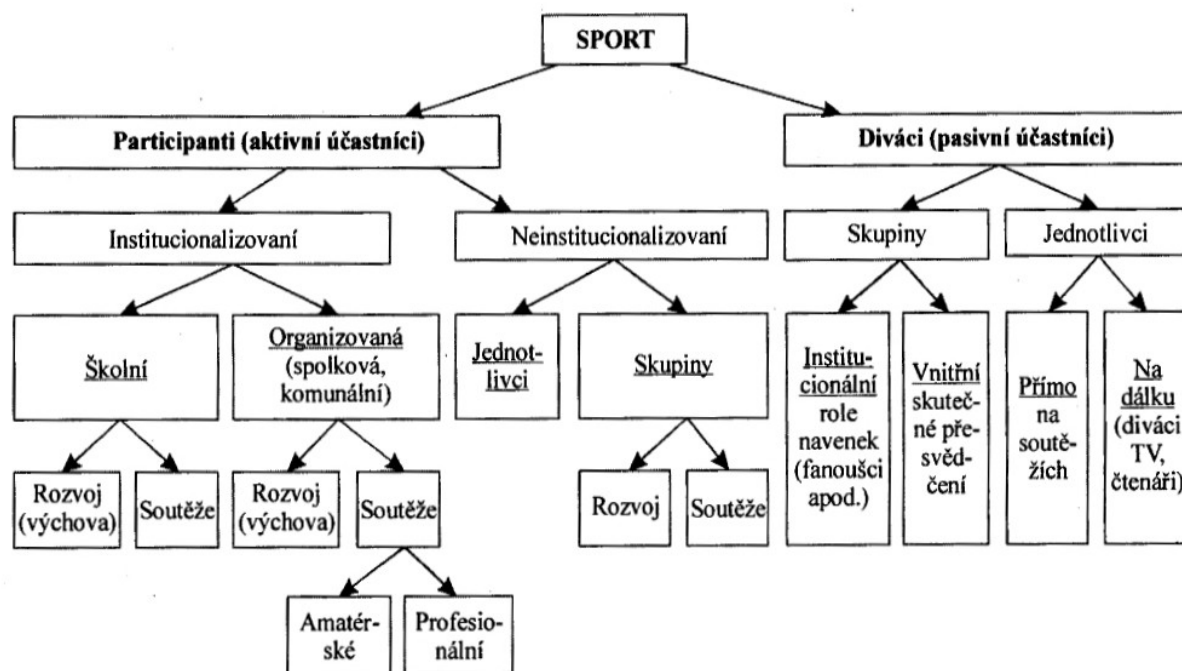 SPORT
Participanti (aktivní účastníci)
Diváci (pasivní účastníci)
Institucionalizovaní
Neinstitucionalizovaní
Skupiny
Jednotlivci
Školní
Organizovaná
(spolková,
komunální)
Jednot-
livci
Skupiny
Institu-
cionální
role
navenek
(fanoušci
apod.)
Vnitřní
skuteč-
né pře-
svěd-
čení
Přímo
na
soutě-
žích
Na
dálku
(diváci
TV,
čtenáři)
Rozvoj
(výchova)
Soutěže
Rozvoj
(výchova)
Soutěže
Rozvoj
Soutěže
Amatér-
ské
Profesio-
nální